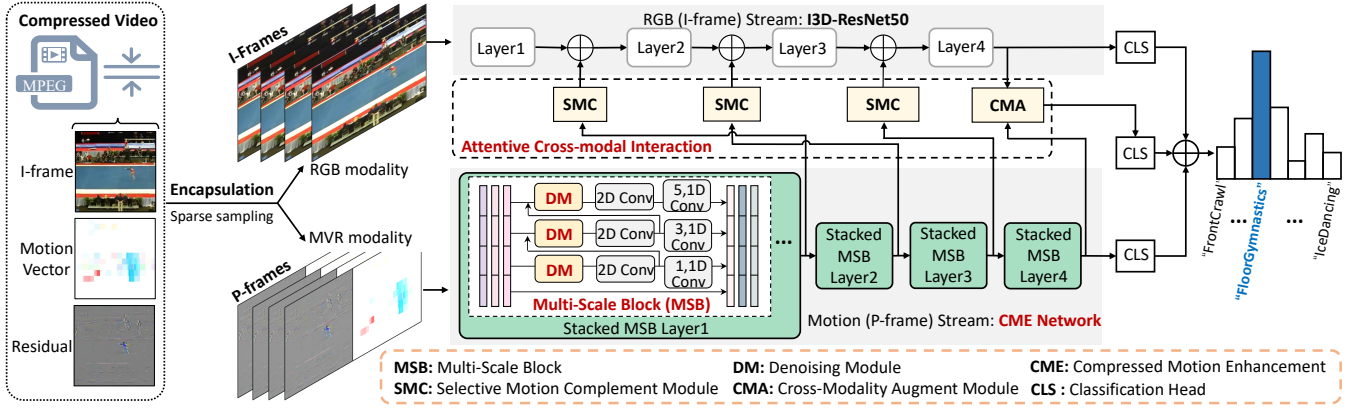 Compressed Video
MPEG
I-frame
Motion
Vector
Residual
Encapsulation
Sparse sampling
I-Frames
RGB modality
MVR modality
P-frames
RGB (I-frame) Stream: I3D-ResNet50
Layer1
Layer2
Layer3
Layer4
CLS
SMC
SMC
SMC
CMA
Attentive Cross-modal Interaction
CLS
DM
2D Conv
5,1D
Conv
DM
2D Conv
3,1D
Conv
DM
2D Conv
1,1D
Conv
...
Multi-Scale Block (MSB)
Stacked MSB Layer1
Stacked
MSB
Layer2
Stacked
MSB
Layer3
Stacked
MSB
Layer4
CLS
Motion (P-frame) Stream: CME Network
"FrontCrawl"
...
"FloorGymnastics"
...
"IceDancing"
MSB: Multi-Scale Block
DM: Denoising Module
CME: Compressed Motion Enhancement
SMC: Selective Motion Complement Module
CMA: Cross-Modality Augment Module
CLS : Classification Head